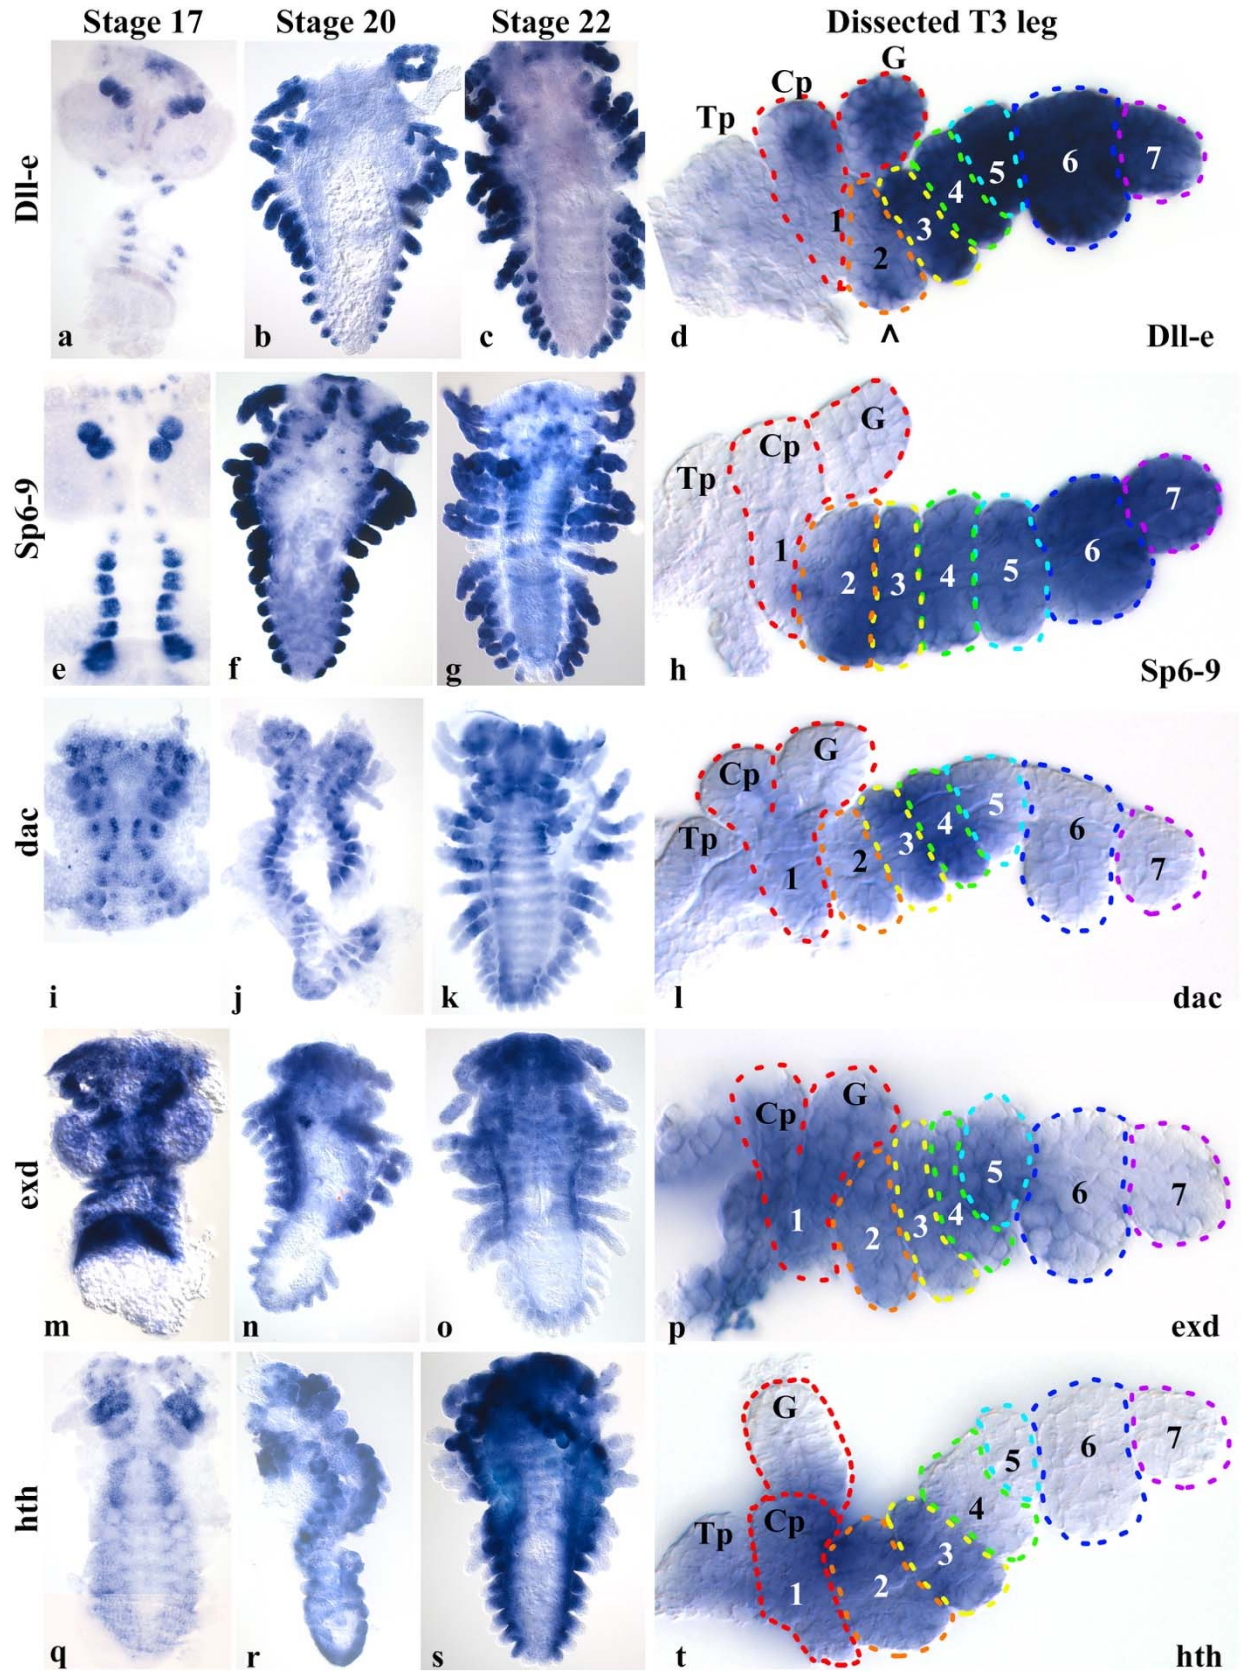 Stage 17 Stage 20 Stage 22 Dissected T3 leg
Dll-e
a
b
c
Tp Cp G
1 2 3 4 5 6 7
^
d Dll-e
Sp6-9
e
f
g
Tp Cp G
1 2 3 4 5 6 7
h Sp6-9
dac
i
j
k
Tp Cp G
1 2 3 4 5 6 7
l dac
exd
m
n
o
Cp G
1 2 3 4 5 6 7
p exd
hth
q
r
s
Tp Cp G
1 2 3 4 5 6 7
t hth